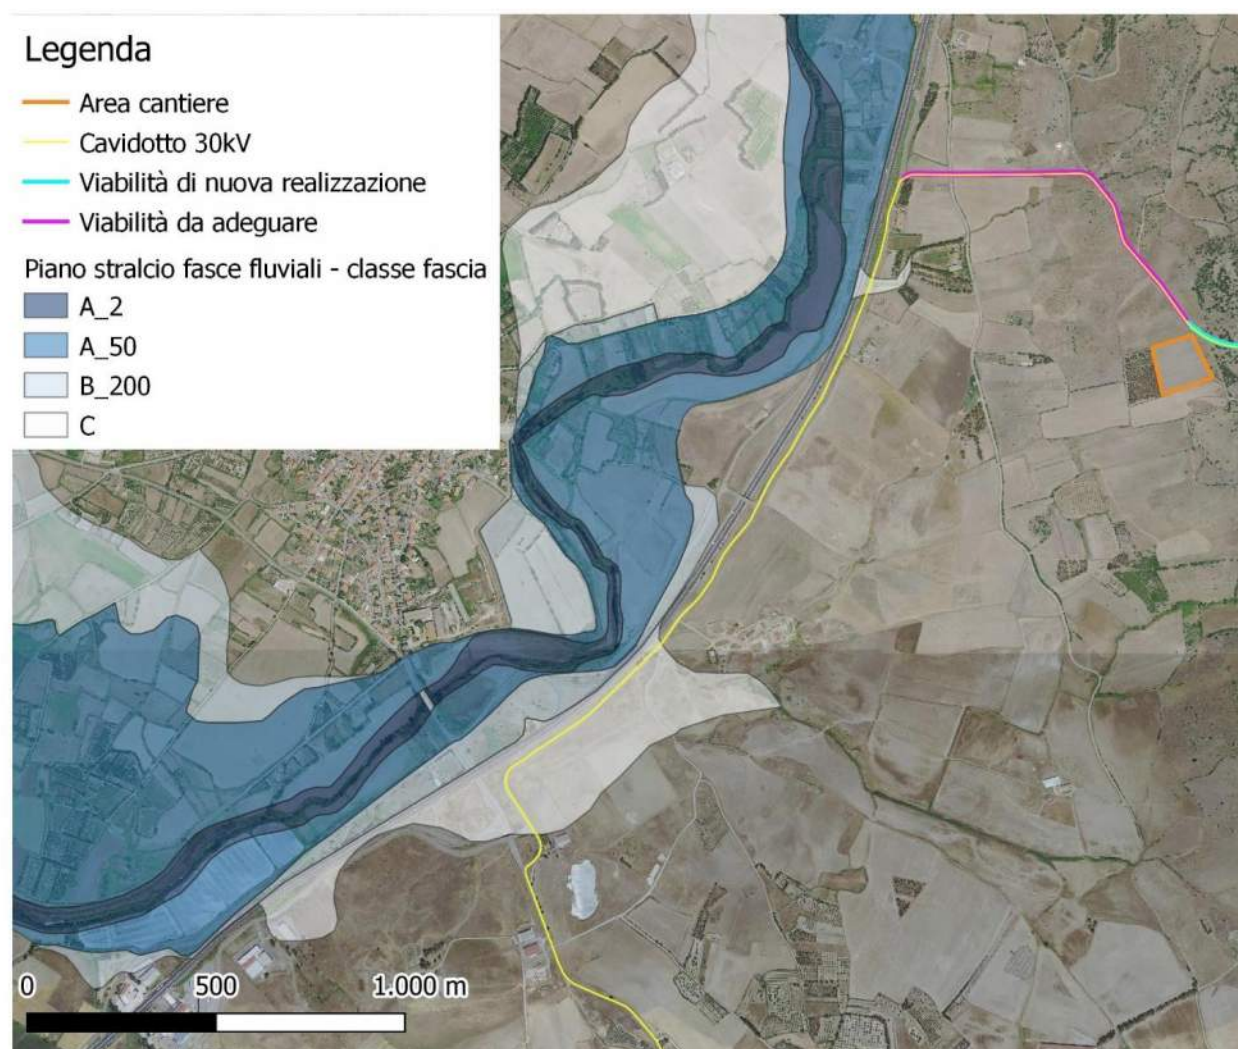 Legenda
Area cantiere
Cavidotto 30kV
Viabilità di nuova realizzazione
Viabilità da adeguare
Piano stralcio fasce fluviali - classe fascia
A_2
A_50
B_200
C
0 500 1.000 m